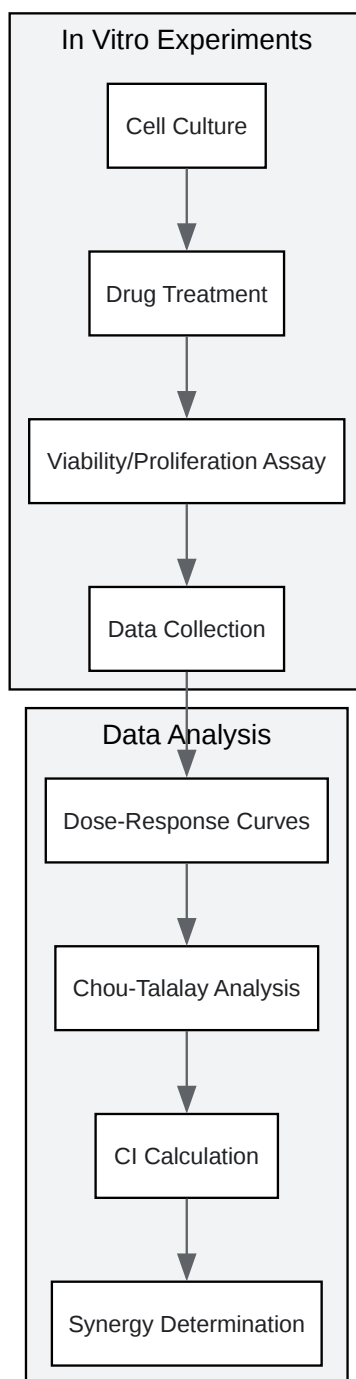 In Vitro Experiments
Cell Culture
Drug Treatment
Viability/Proliferation Assay
Data Collection
Data Analysis
Dose-Response Curves
Chou-Talalay Analysis
CI Calculation
Synergy Determination